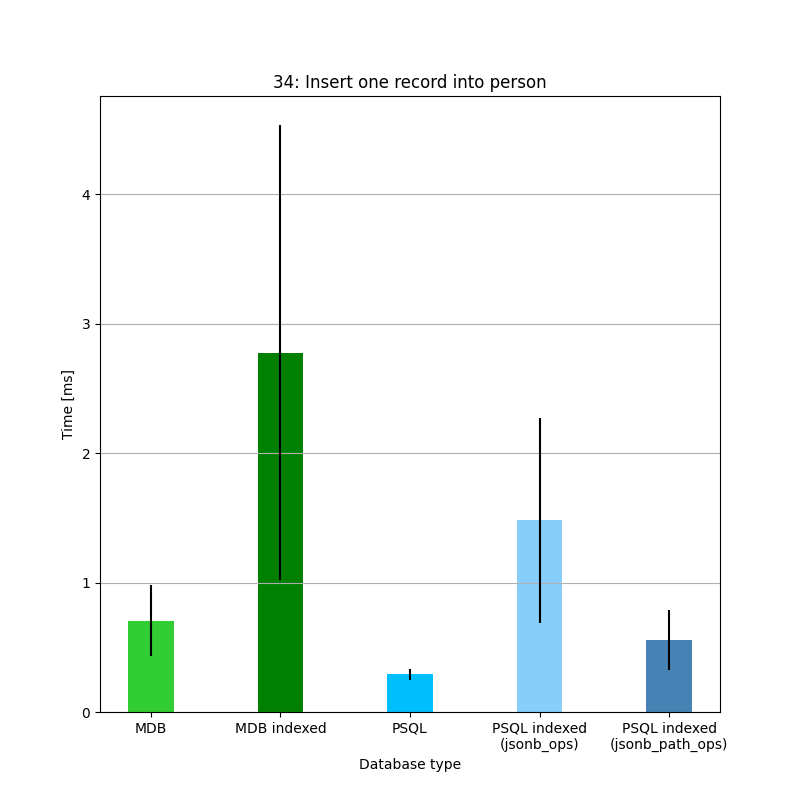 34: Insert one record into person
4
3
2
1
0
Time [ms]
MDB
MDB indexed
PSQL
PSQL indexed
(jsonb_ops)
PSQL indexed
(jsonb_path_ops)
Database type